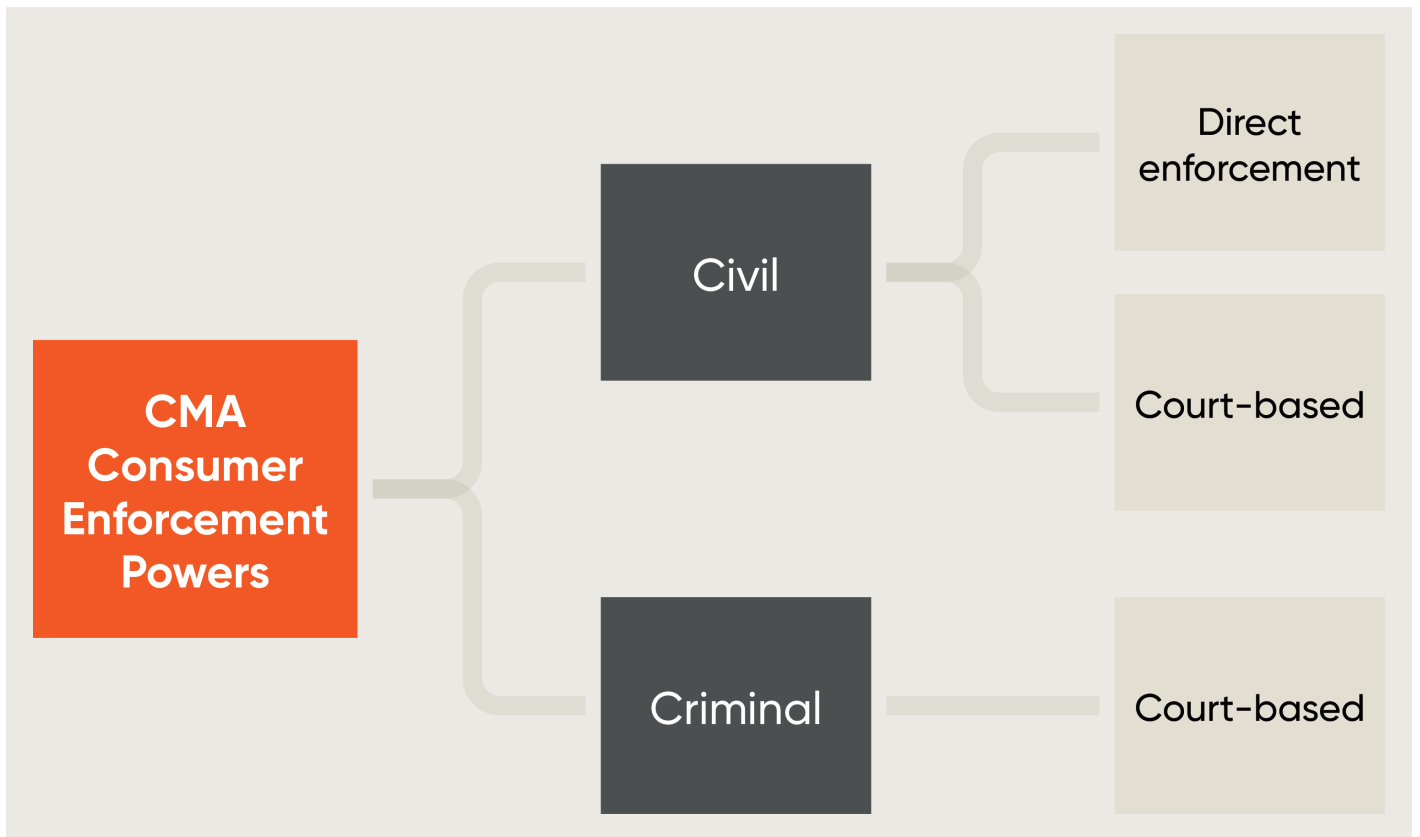 CMA
Consumer
Enforcement
Powers
Civil
Criminal
Direct
enforcement
Court-based
Court-based